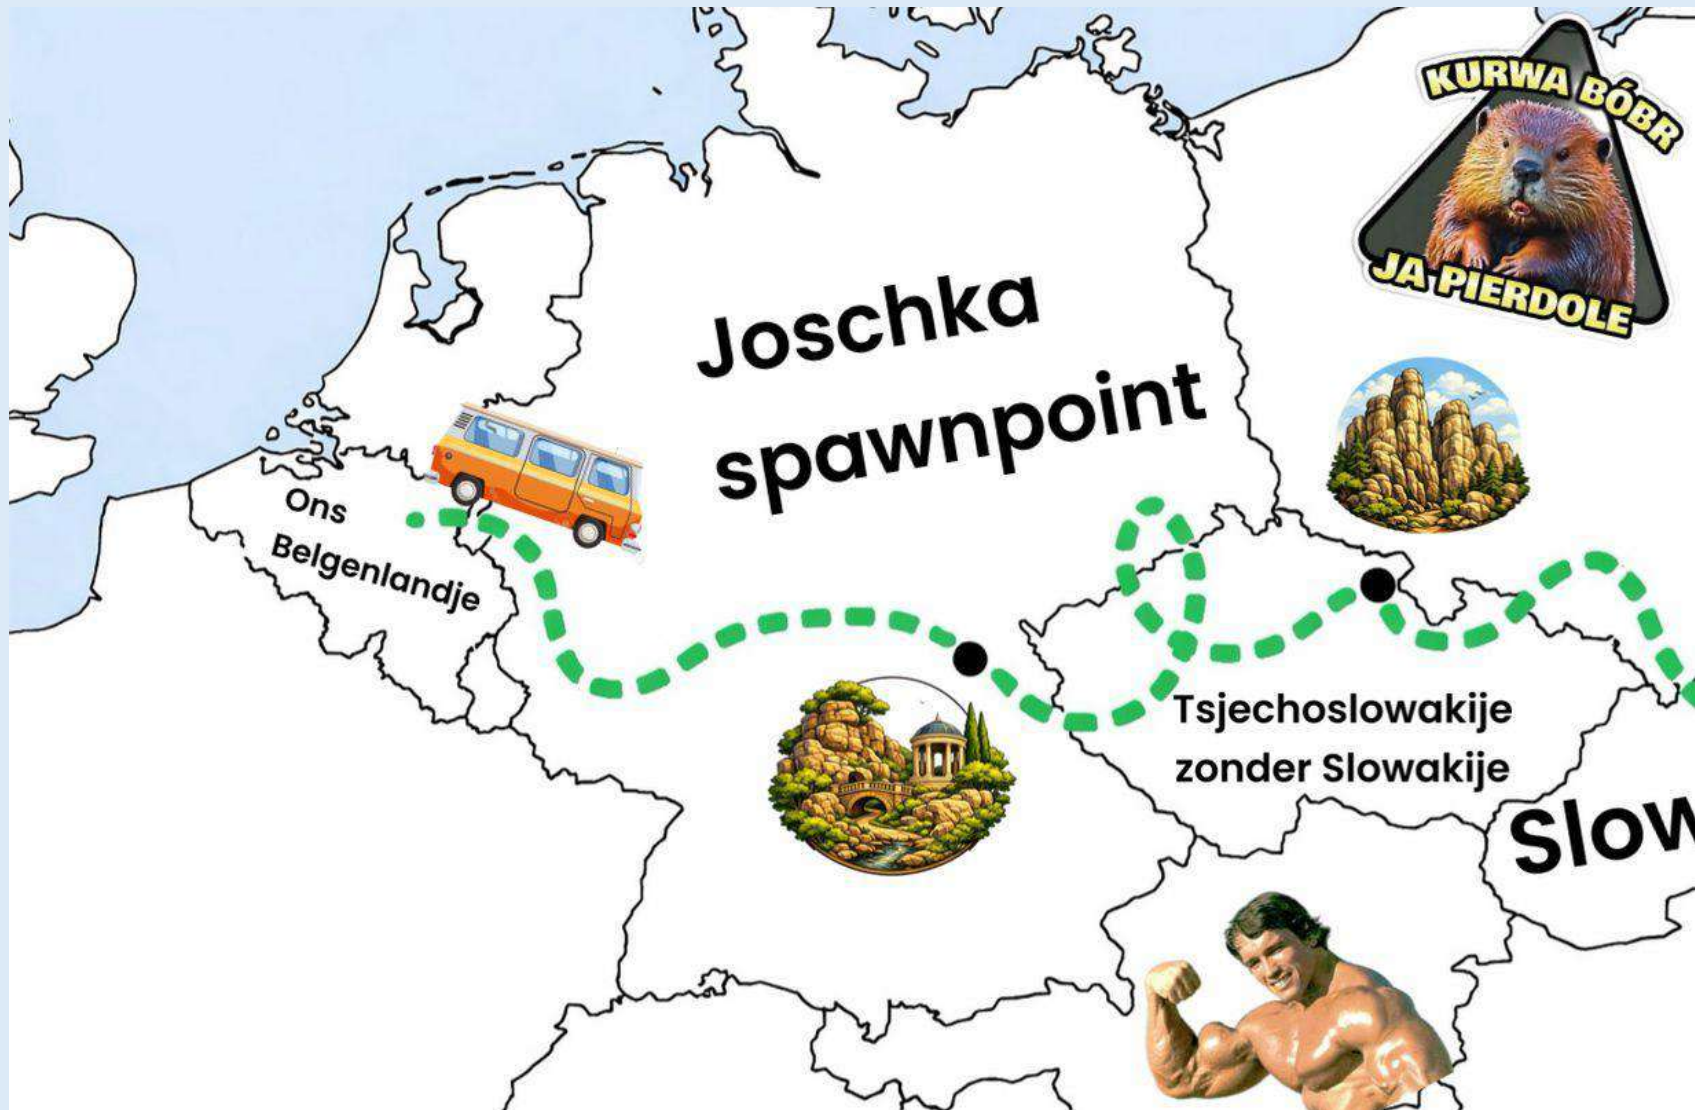 KURWA BÓBR
JA PIERDOLE
Joschka
spawnpoint
Ons
Belgenlandje
Tsjechoslowakije
zonder Slowakije
Slow